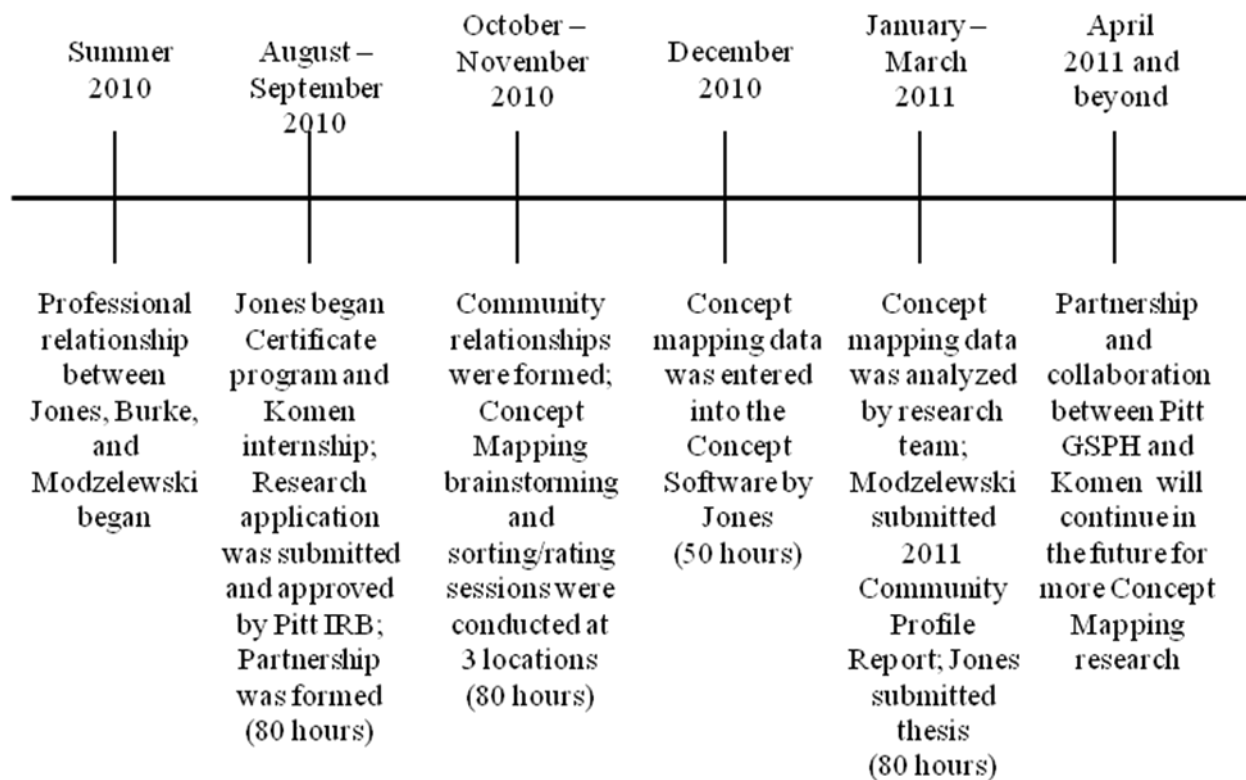 Summer
2010
August –
September
2010
October –
November
2010
December
2010
January –
March
2011
April
2011 and
beyond
Professional
relationship
between
Jones, Burke,
and
Modzelewski
began
Jones began
Certificate
program and
Komen
internship;
Research
application
was submitted
and approved
by Pitt IRB;
Partnership
was formed
(80 hours)
Community
relationships
were formed;
Concept
Mapping
brainstorming
and
sorting/rating
sessions were
conducted at
3 locations
(80 hours)
Concept
mapping data
was entered
into the
Concept
Software by
Jones
(50 hours)
Concept
mapping data
was analyzed
by research
team;
Modzelewski
submitted
2011
Community
Profile
Report; Jones
submitted
thesis
(80 hours)
Partnership
and
collaboration
between Pitt
GSPH and
Komen will
continue in
the future for
more Concept
Mapping
research